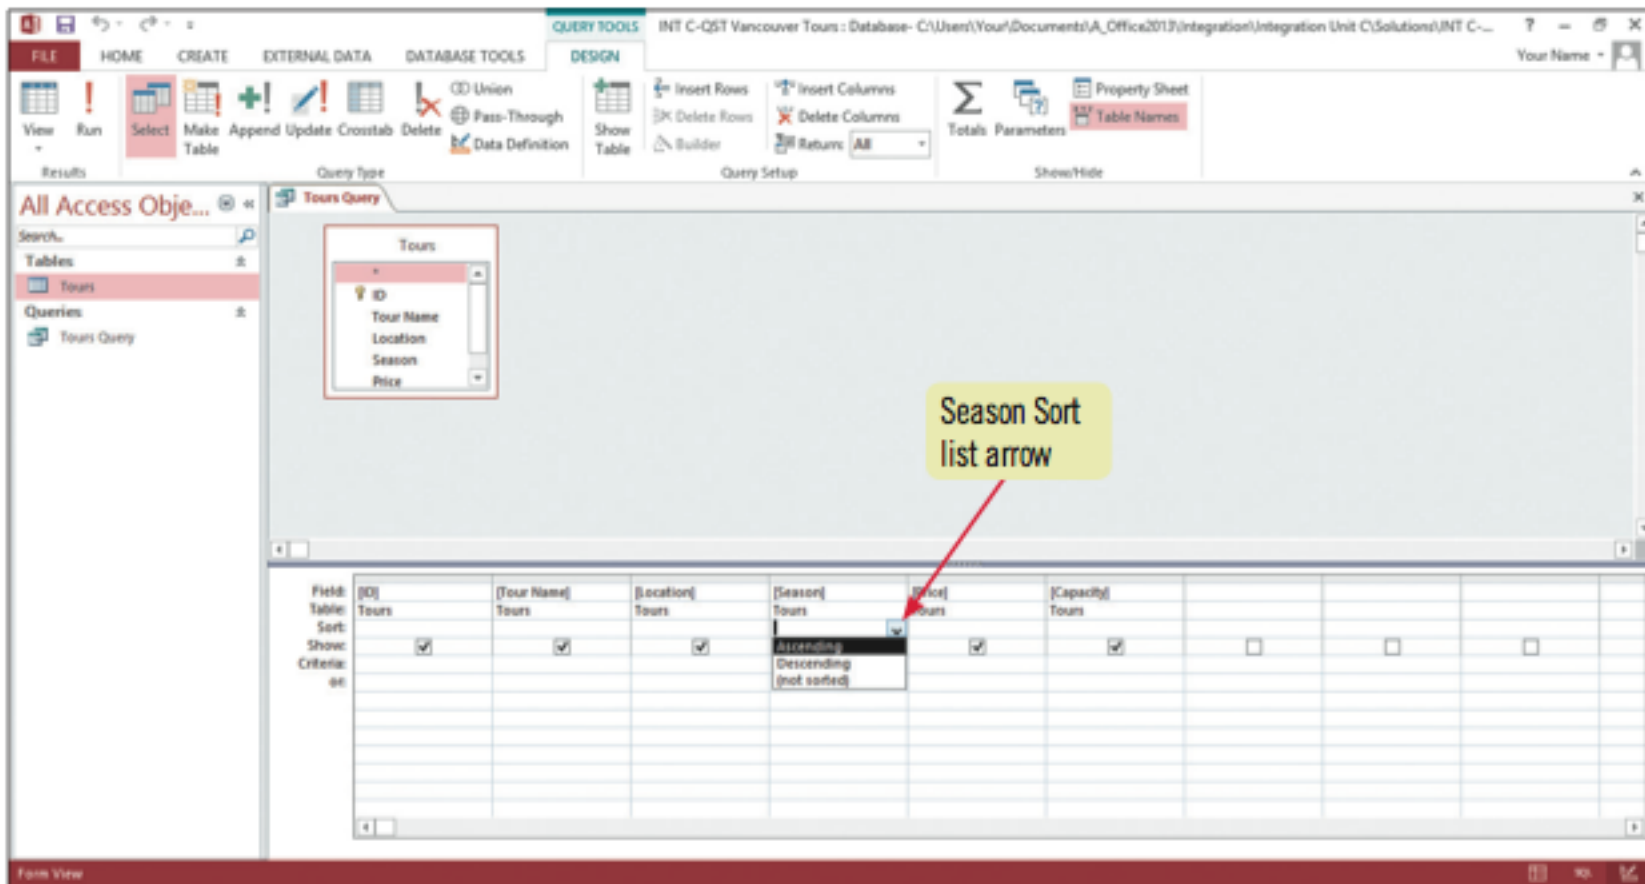 QUERY TOOLS INT C-QST Vancouver Tours : Database- C:\Users\Your\Documents\A_Office2013\Integration\Integration Unit C\Solutions\INT C-... ?
FILE HOME CREATE EXTERNAL DATA DATABASE TOOLS DESIGN Your Name
View Run Select Make Table Append Update Crosstab Delete
Union
Pass-Through
Data Definition
Show Table
Insert Rows
Delete Rows
Builder
Insert Columns
Delete Columns
Return: All
Totals Parameters
Property Sheet
Table Names
Results Query Type Query Setup Show/Hide
All Access Obje...
Search..
Tables
Tours
Queries
Tours Query
Tours Query
Tours
*
ID
Tour Name
Location
Season
Price
Season Sort
list arrow
Field: [ID] [Tour Name] [Location] [Season] [Price] [Capacity]
Table: Tours Tours Tours Tours Tours Tours
Sort:
Show: Ascending
Criteria: Descending
or: (not sorted)
Form View SQL